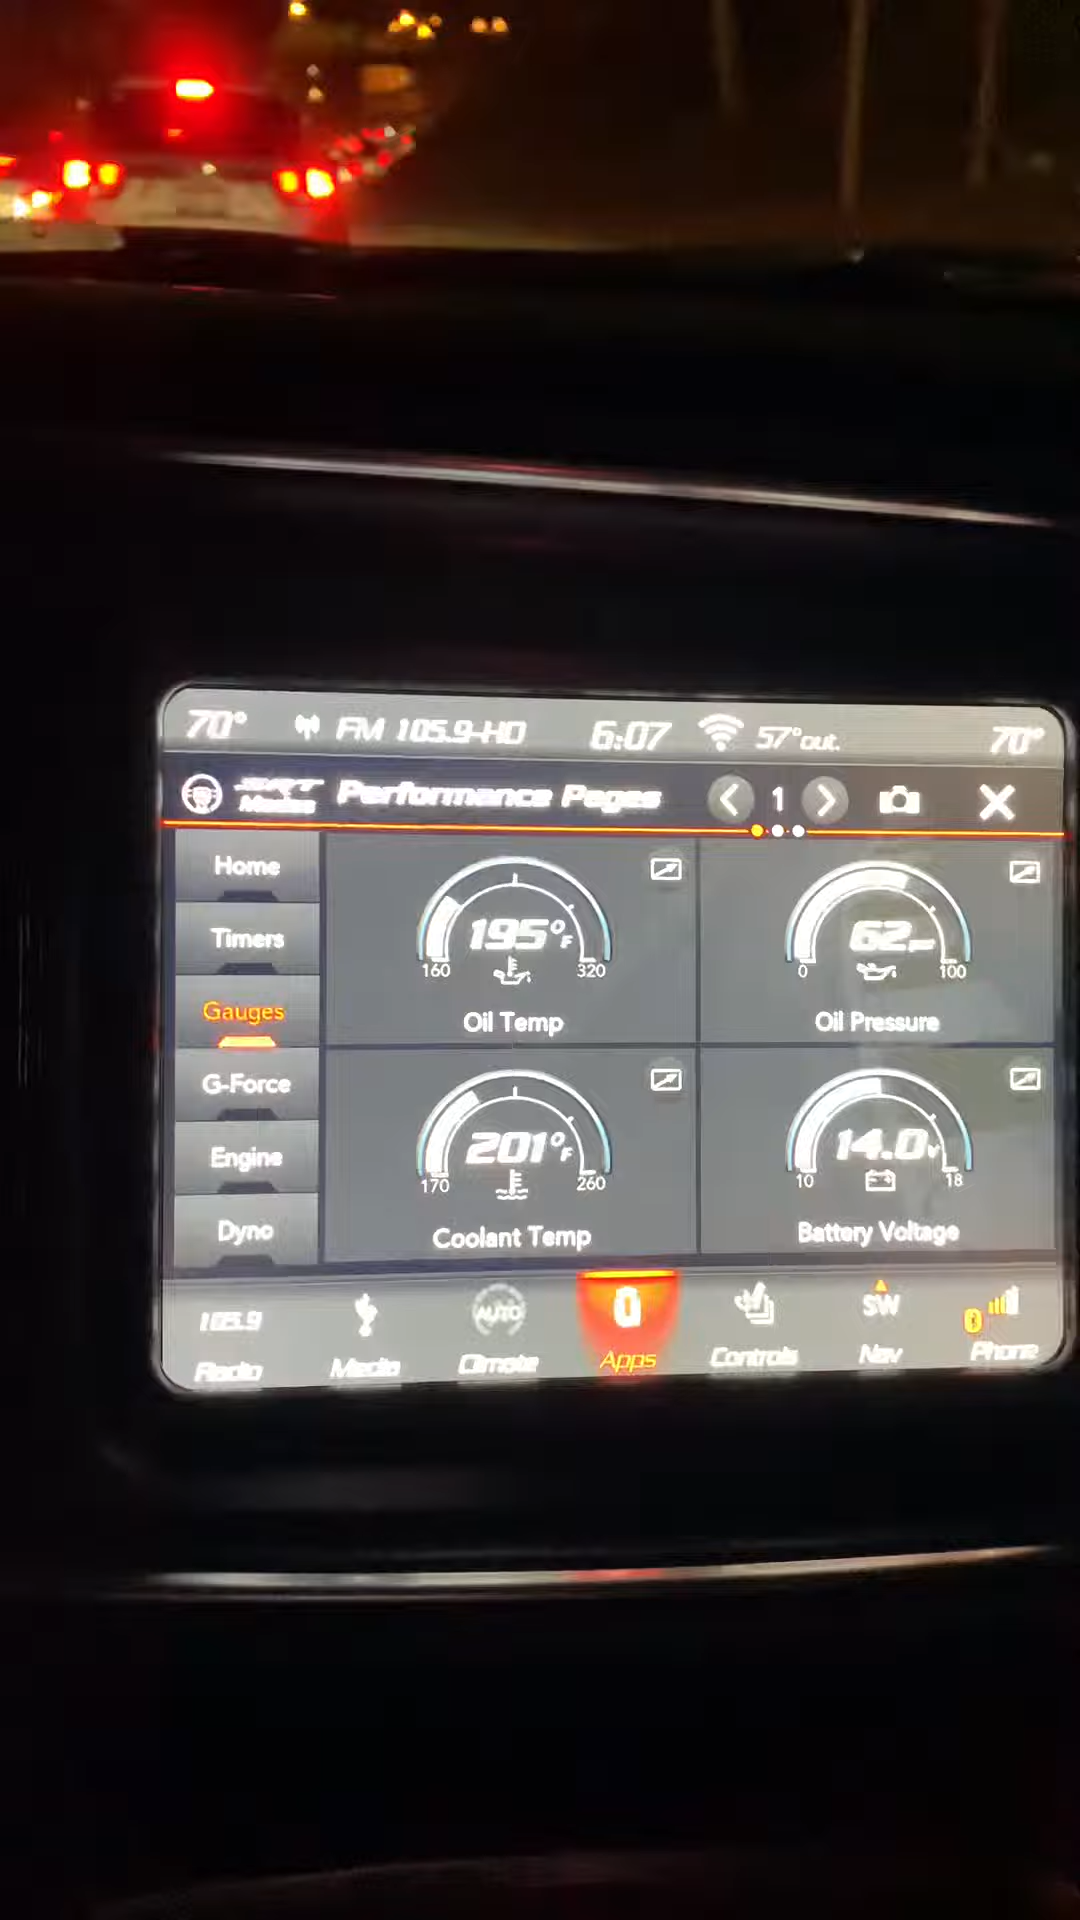 70° FM 105.9-HD 6:07 57°out. 70°
SRT Modes Performance Pages 1
Home
Timers
Gauges
G-Force
Engine
Dyno
195°F
160 320
Oil Temp
62
0 100
Oil Pressure
201°F
170 260
Coolant Temp
14.0v
10 18
Battery Voltage
105.9 AUTO SW
Radio Media Climate Apps Controls Nav Phone